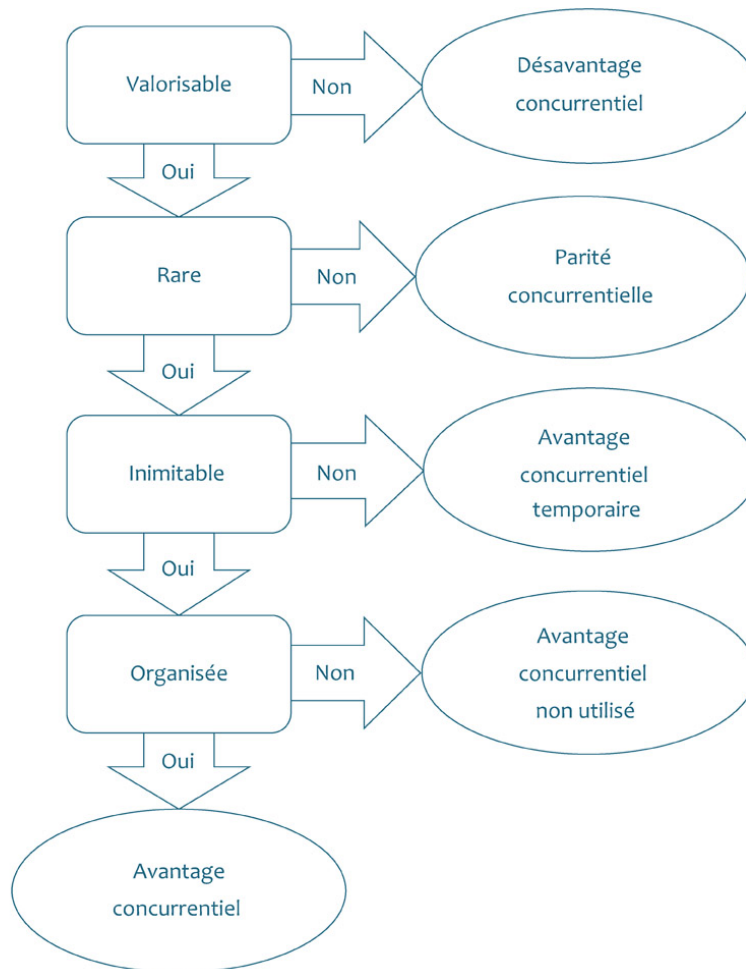 Valorisable
Non
Désavantage
concurrentiel
Oui
Rare
Non
Parité
concurrentielle
Oui
Inimitable
Non
Avantage
concurrentiel
temporaire
Oui
Organisée
Non
Avantage
concurrentiel
non utilisé
Oui
Avantage
concurrentiel